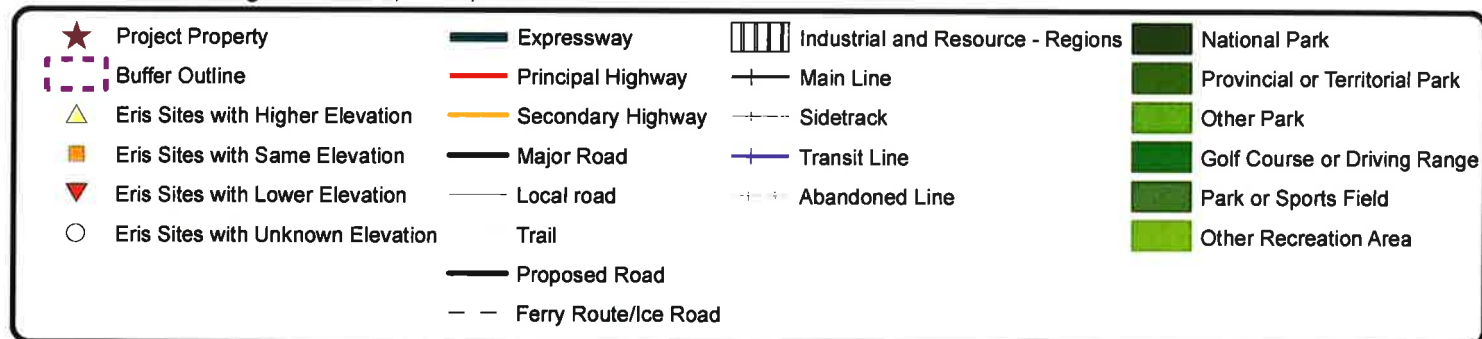 Project Property
Buffer Outline
Eris Sites with Higher Elevation
Eris Sites with Same Elevation
Eris Sites with Lower Elevation
Eris Sites with Unknown Elevation
Expressway
Principal Highway
Secondary Highway
Major Road
Local road
Trail
Proposed Road
Ferry Route/Ice Road
Industrial and Resource - Regions
Main Line
Sidetrack
Transit Line
Abandoned Line
National Park
Provincial or Territorial Park
Other Park
Golf Course or Driving Range
Park or Sports Field
Other Recreation Area